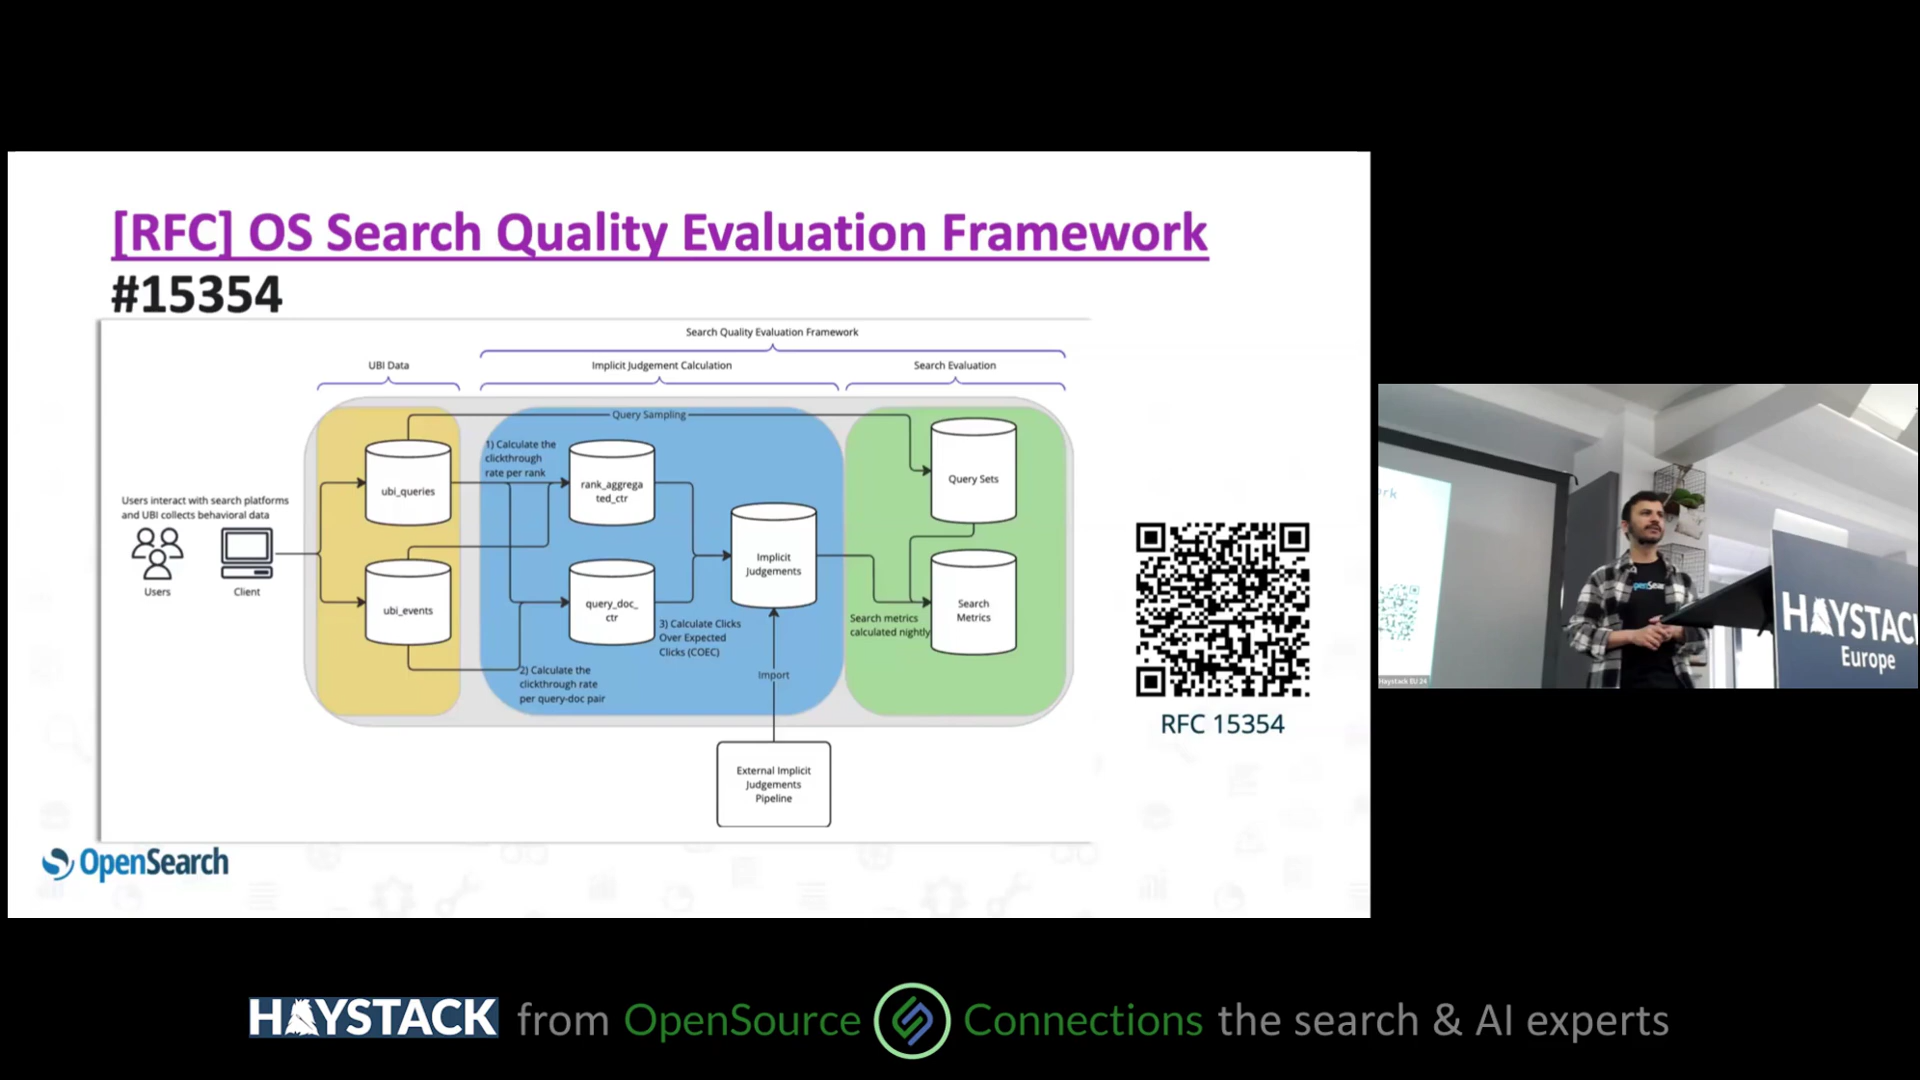 [RFC] OS Search Quality Evaluation Framework
#15354
Search Quality Evaluation Framework
UBI Data
Implicit Judgement Calculation
Search Evaluation
Query Sampling
1) Calculate the
clickthrough
rate per rank
ubi_queries
rank_aggrega
ted_ctr
Query Sets
Users interact with search platforms
and UBI collects behavioral data
Users
Client
ubi_events
query_doc_
ctr
Implicit
Judgements
Search
Metrics
Search metrics
calculated nightly
3) Calculate Clicks
Over Expected
Clicks (COEC)
2) Calculate the
clickthrough rate
per query-doc pair
Import
External Implicit
Judgements
Pipeline
RFC 15354
OpenSearch
HAYSTAC
Europe
Haystack EU 24
HAYSTACK from OpenSource Connections the search & AI experts